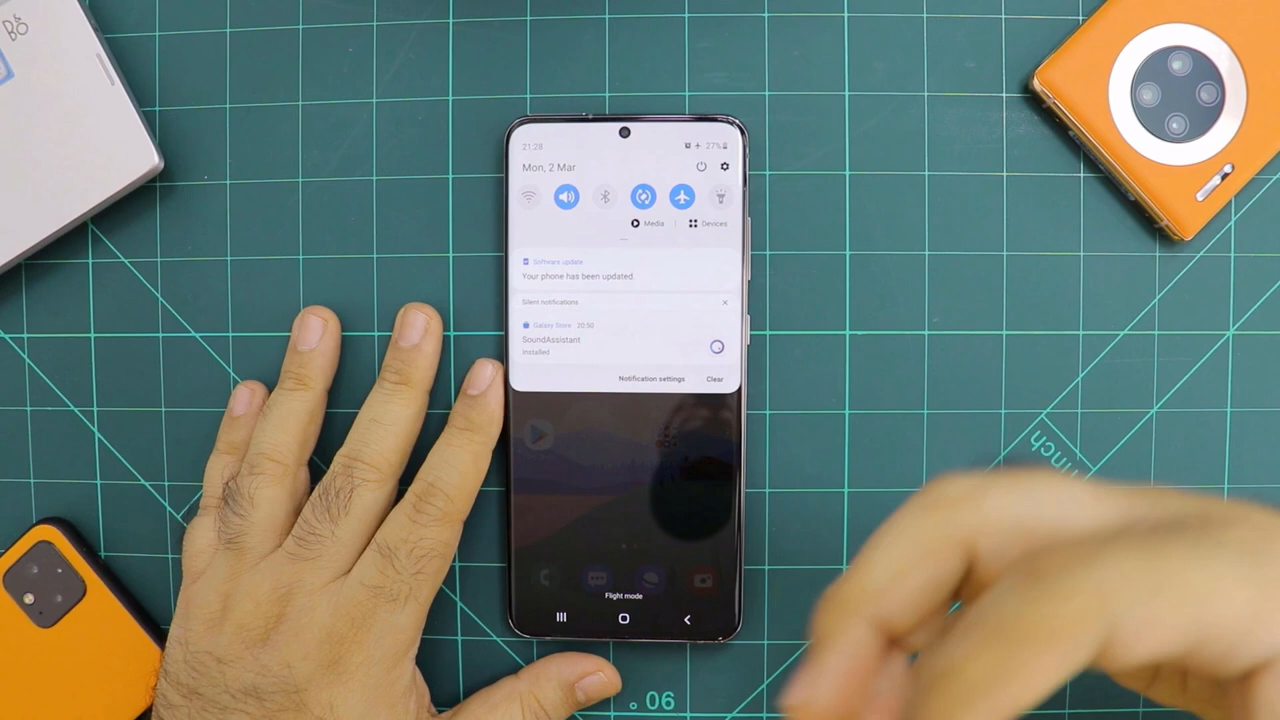 B&O
21:28
27%
Mon, 2 Mar
Media
Devices
Software update
Your phone has been updated.
Silent notifications
Galaxy Store 20:50
SoundAssistant
Installed
Notification settings
Clear
Flight mode
inch
06